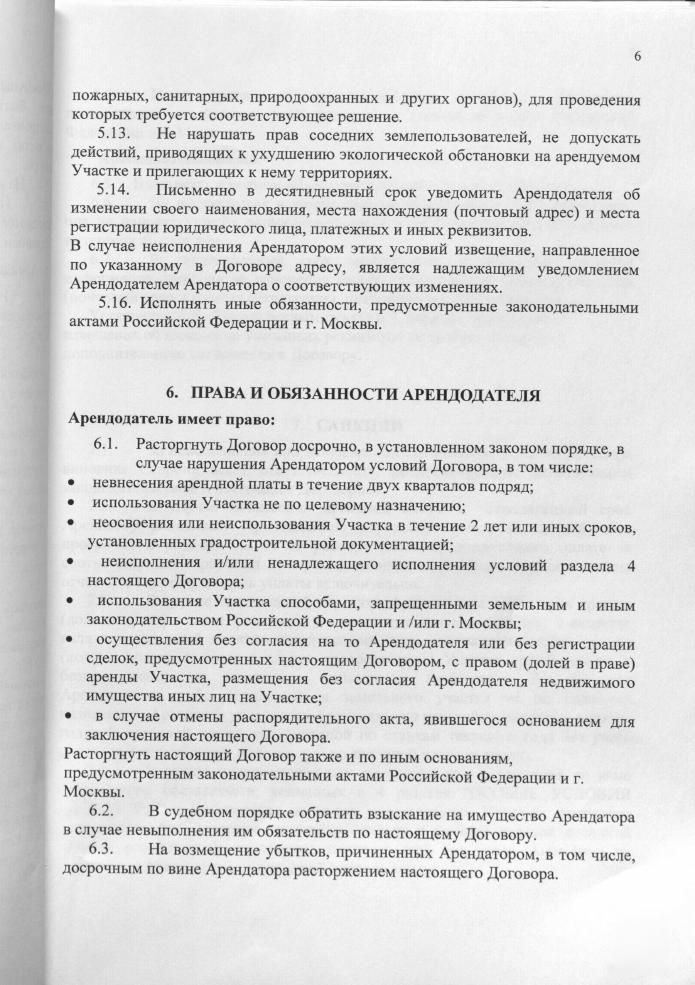 6
пожарных, санитарных, природоохранных и других органов), для проведения
которых требуется соответствующее решение.
5.13. Не нарушать прав соседних землепользователей, не допускать
действий, приводящих к ухудшению экологической обстановки на арендуемом
Участке и прилегающих к нему территориях.
5.14. Письменно в десятидневный срок уведомить Арендодателя об
изменении своего наименования, места нахождения (почтовый адрес) и места
регистрации юридического лица, платежных и иных реквизитов.
В случае неисполнения Арендатором этих условий извещение, направленное
по указанному в Договоре адресу, является надлежащим уведомлением
Арендодателем Арендатора о соответствующих изменениях.
5.16. Исполнять иные обязанности, предусмотренные законодательными
актами Российской Федерации и г. Москвы.
6. ПРАВА И ОБЯЗАННОСТИ АРЕНДОДАТЕЛЯ
Арендодатель имеет право:
6.1. Расторгнуть Договор досрочно, в установленном законом порядке, в
случае нарушения Арендатором условий Договора, в том числе:
• невнесения арендной платы в течение двух кварталов подряд;
• использования Участка не по целевому назначению;
• неосвоения или неиспользования Участка в течение 2 лет или иных сроков,
установленных градостроительной документацией;
• неисполнения и/или ненадлежащего исполнения условий раздела 4
настоящего Договора;
• использования Участка способами, запрещенными земельным и иным
законодательством Российской Федерации и /или г. Москвы;
• осуществления без согласия на то Арендодателя или без регистрации
сделок, предусмотренных настоящим Договором, с правом (долей в праве)
аренды Участка, размещения без согласия Арендодателя недвижимого
имущества иных лиц на Участке;
• в случае отмены распорядительного акта, явившегося основанием для
заключения настоящего Договора.
Расторгнуть настоящий Договор также и по иным основаниям,
предусмотренным законодательными актами Российской Федерации и г.
Москвы.
6.2. В судебном порядке обратить взыскание на имущество Арендатора
в случае невыполнения им обязательств по настоящему Договору.
6.3. На возмещение убытков, причиненных Арендатором, в том числе,
досрочным по вине Арендатора расторжением настоящего Договора.